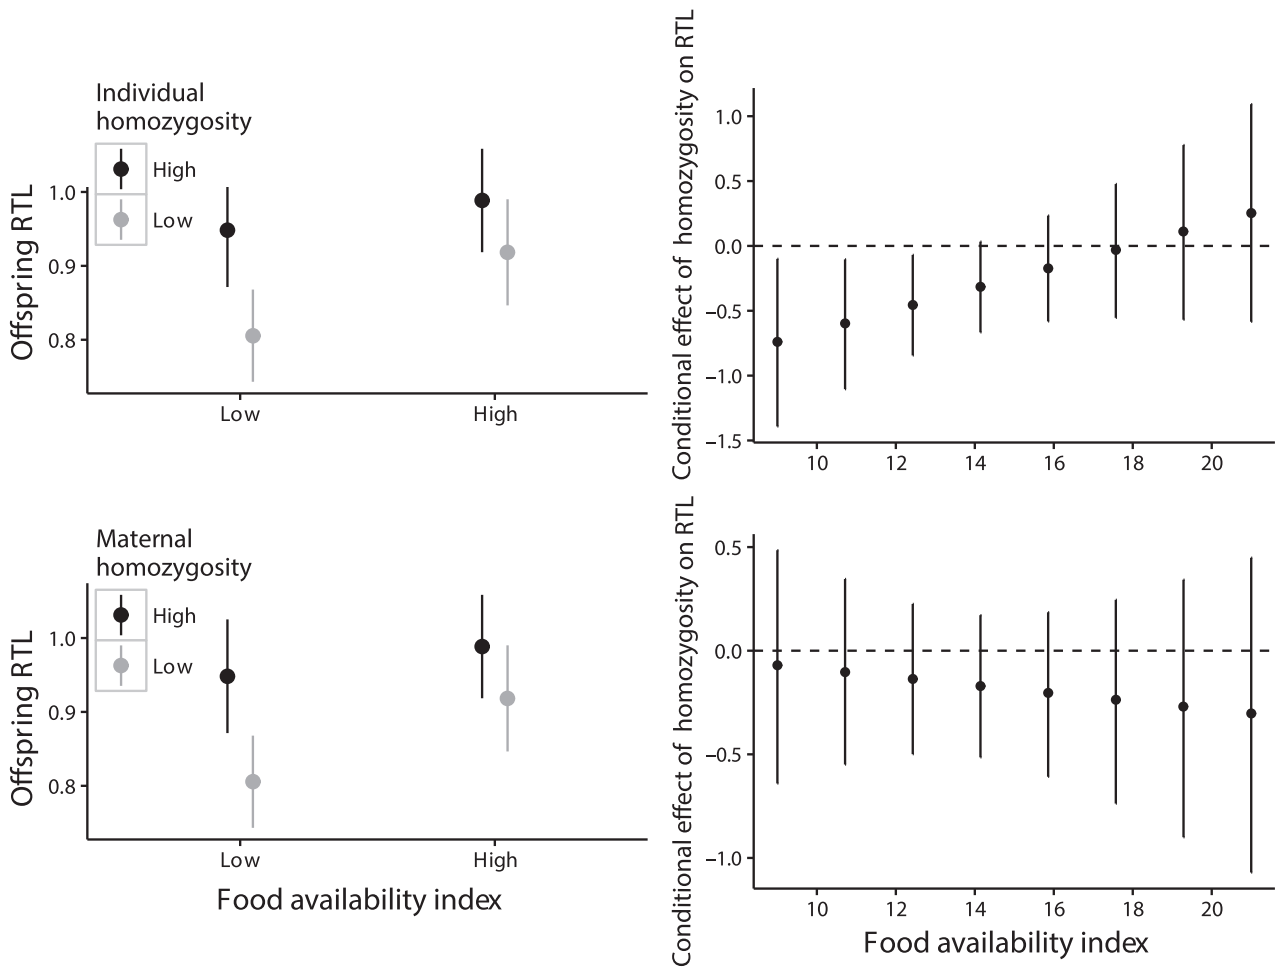 Individual
homozygosity
High
Low
Offspring RTL
1.0
0.9
0.8
Low
High
Conditional effect of homozygosity on RTL
1.0
0.5
0.0
−0.5
−1.0
−1.5
10
12
14
16
18
20
Maternal
homozygosity
High
Low
Offspring RTL
1.0
0.9
0.8
Low
High
Food availability index
Conditional effect of homozygosity on RTL
0.5
0.0
−0.5
−1.0
10
12
14
16
18
20
Food availability index